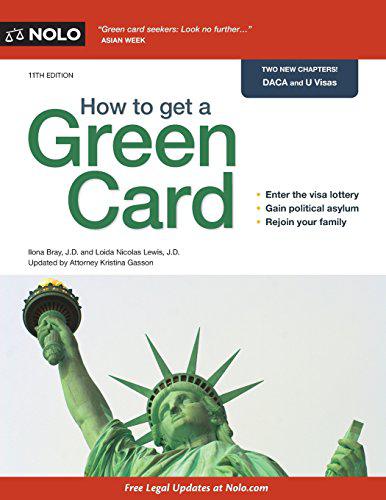 NOLO
“Green card seekers: Look no further...”
ASIAN WEEK
11TH EDITION
TWO NEW CHAPTERS!
DACA and U Visas
How to get a
Green
Card
• Enter the visa lottery
• Gain political asylum
• Rejoin your family
Ilona Bray, J.D. and Loida Nicolas Lewis, J.D.
Updated by Attorney Kristina Gasson
Free Legal Updates at Nolo.com